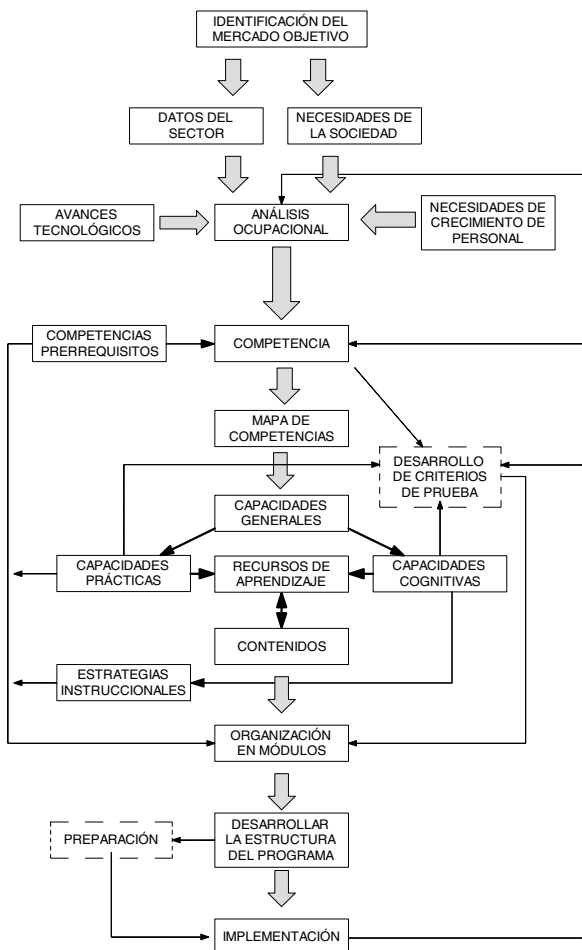 IDENTIFICACIÓN DEL
MERCADO OBJETIVO
DATOS DEL
SECTOR
NECESIDADES DE
LA SOCIEDAD
AVANCES
TECNOLÓGICOS
ANÁLISIS
OCUPACIONAL
NECESIDADES DE
CRECIMIENTO DE
PERSONAL
COMPETENCIAS
PRERREQUISITOS
COMPETENCIA
MAPA DE
COMPETENCIAS
DESARROLLO
DE CRITERIOS
DE PRUEBA
CAPACIDADES
GENERALES
CAPACIDADES
PRÁCTICAS
RECURSOS DE
APRENDIZAJE
CAPACIDADES
COGNITIVAS
CONTENIDOS
ESTRATEGIAS
INSTRUCCIONALES
ORGANIZACIÓN
EN MÓDULOS
PREPARACIÓN
DESARROLLAR
LA ESTRUCTURA
DEL PROGRAMA
IMPLEMENTACIÓN